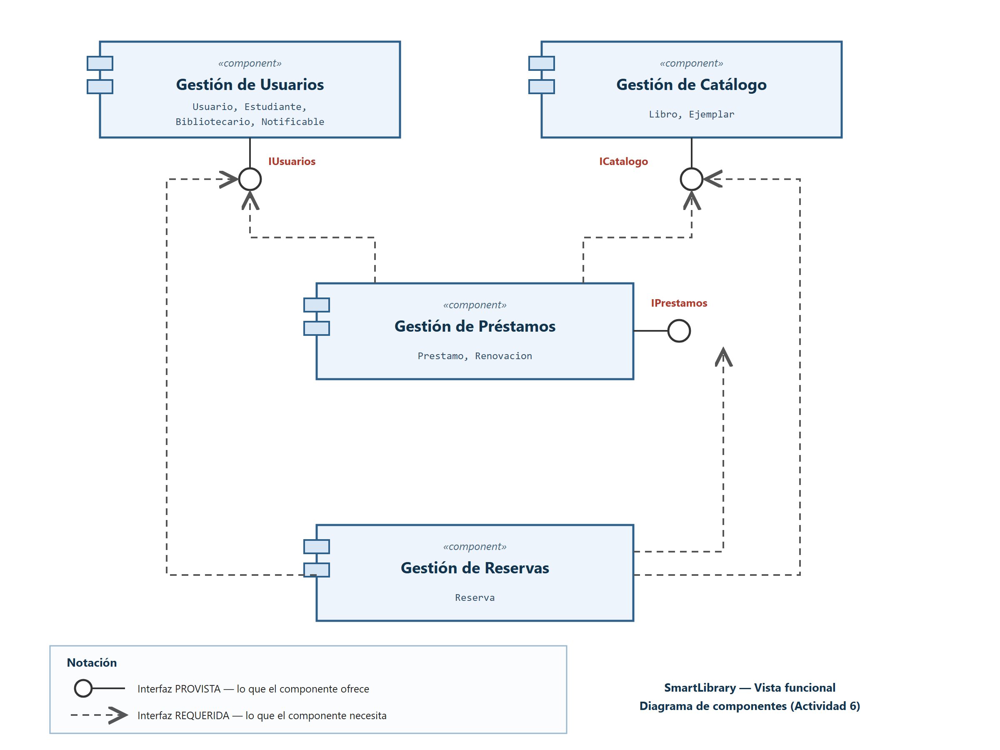 «component»
Gestión de Usuarios
Usuario, Estudiante,
Bibliotecario, Notificable
«component»
Gestión de Catálogo
Libro, Ejemplar
IUsuarios
ICatalogo
«component»
Gestión de Préstamos
Prestamo, Renovacion
IPrestamos
«component»
Gestión de Reservas
Reserva
Notación
Interfaz PROVISTA — lo que el componente ofrece
Interfaz REQUERIDA — lo que el componente necesita
SmartLibrary — Vista funcional
Diagrama de componentes (Actividad 6)